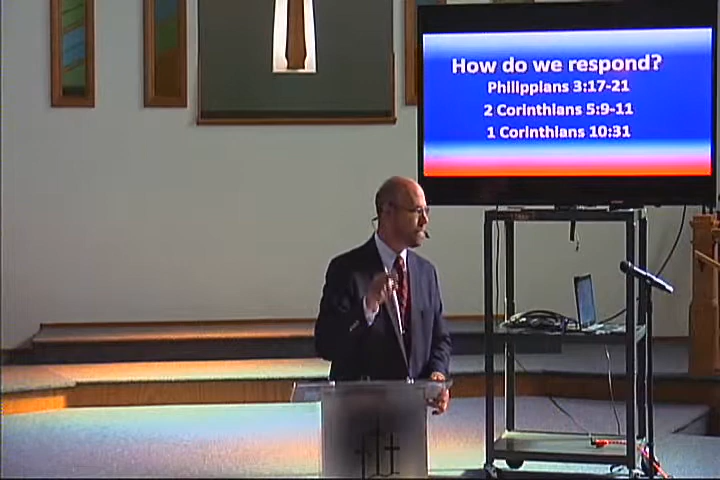 How do we respond?
Philippians 3:17-21
2 Corinthians 5:9-11
1 Corinthians 10:31